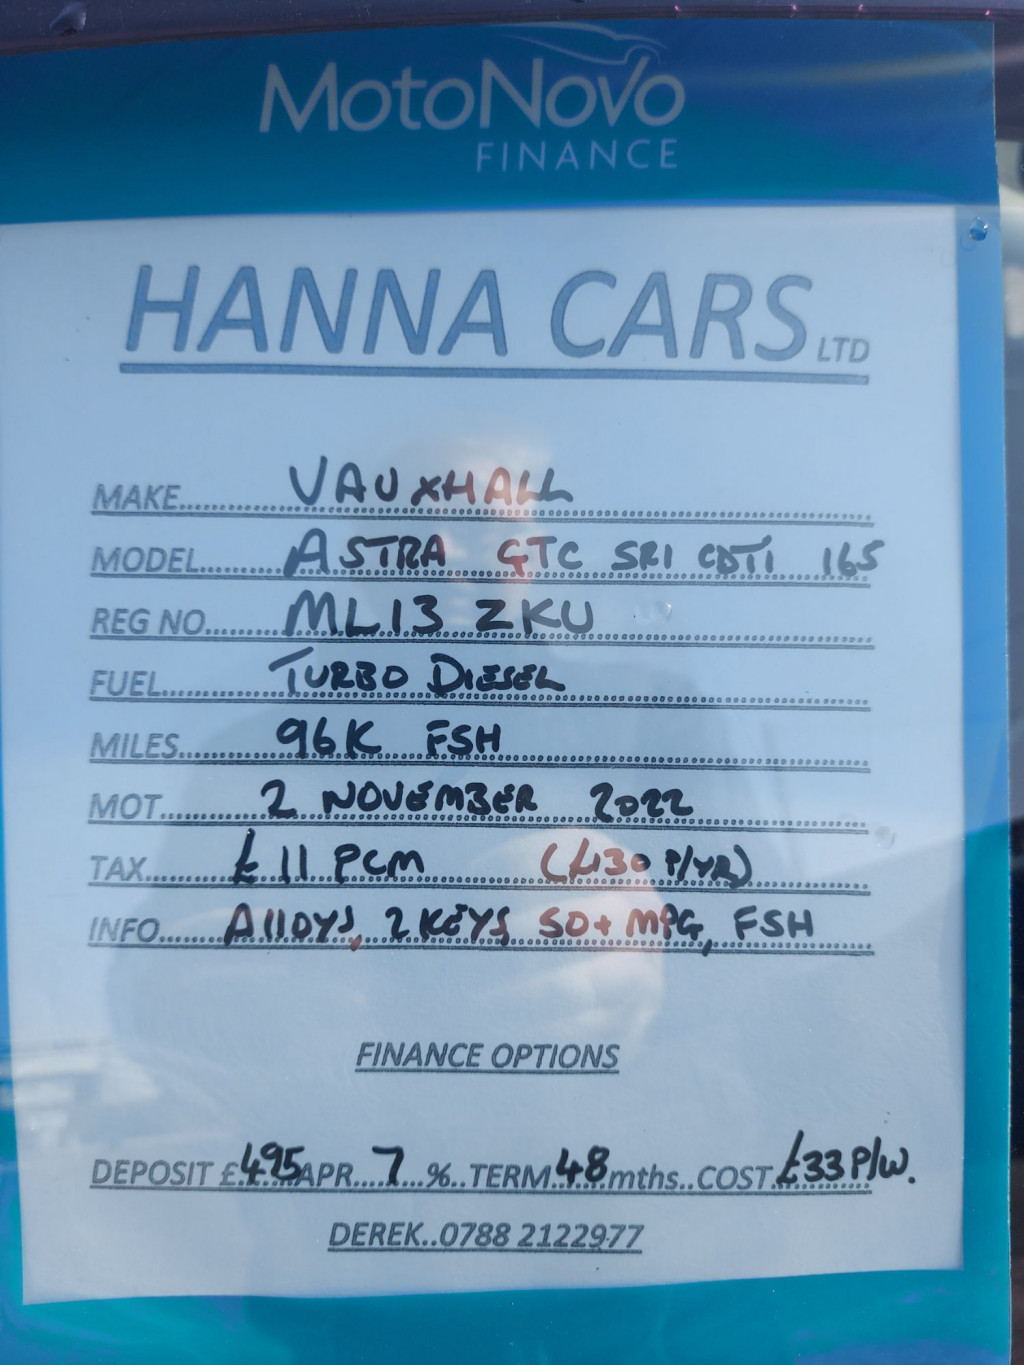 MotoNovo
FINANCE
HANNA CARS LTD
MAKE......VAUXHALL
MODEL......ASTRA GTC SRI CDTI 165
REG NO......ML13 ZKU
FUEL......TURBO DIESEL
MILES......96K FSH
MOT......2 NOVEMBER 2022
TAX......£11 PCM (£130 P/YR)
INFO......Alloys, 2 KEYS, 50+ MPG, FSH
FINANCE OPTIONS
DEPOSIT £.495 APR....7...%..TERM.48 mths..COST.£33 P/W.
DEREK..0788 2122977